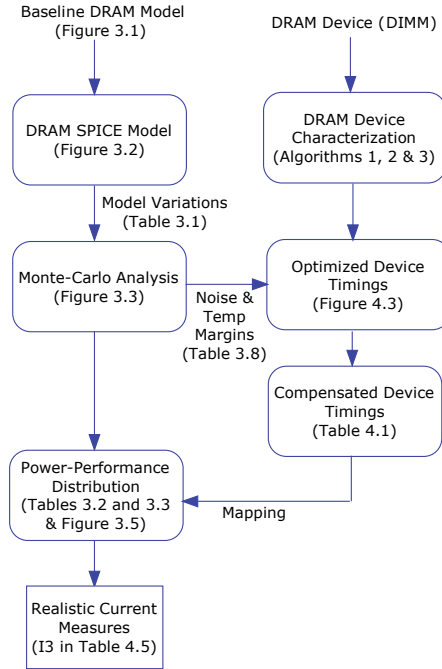 Baseline DRAM Model
(Figure 3.1)
DRAM Device (DIMM)
DRAM SPICE Model
(Figure 3.2)
DRAM Device
Characterization
(Algorithms 1, 2 & 3)
Model Variations
(Table 3.1)
Monte-Carlo Analysis
(Figure 3.3)
Noise &
Temp
Margins
(Table 3.8)
Optimized Device
Timings
(Figure 4.3)
Compensated Device
Timings
(Table 4.1)
Power-Performance
Distribution
(Tables 3.2 and 3.3
& Figure 3.5)
Mapping
Realistic Current
Measures
(I3 in Table 4.5)